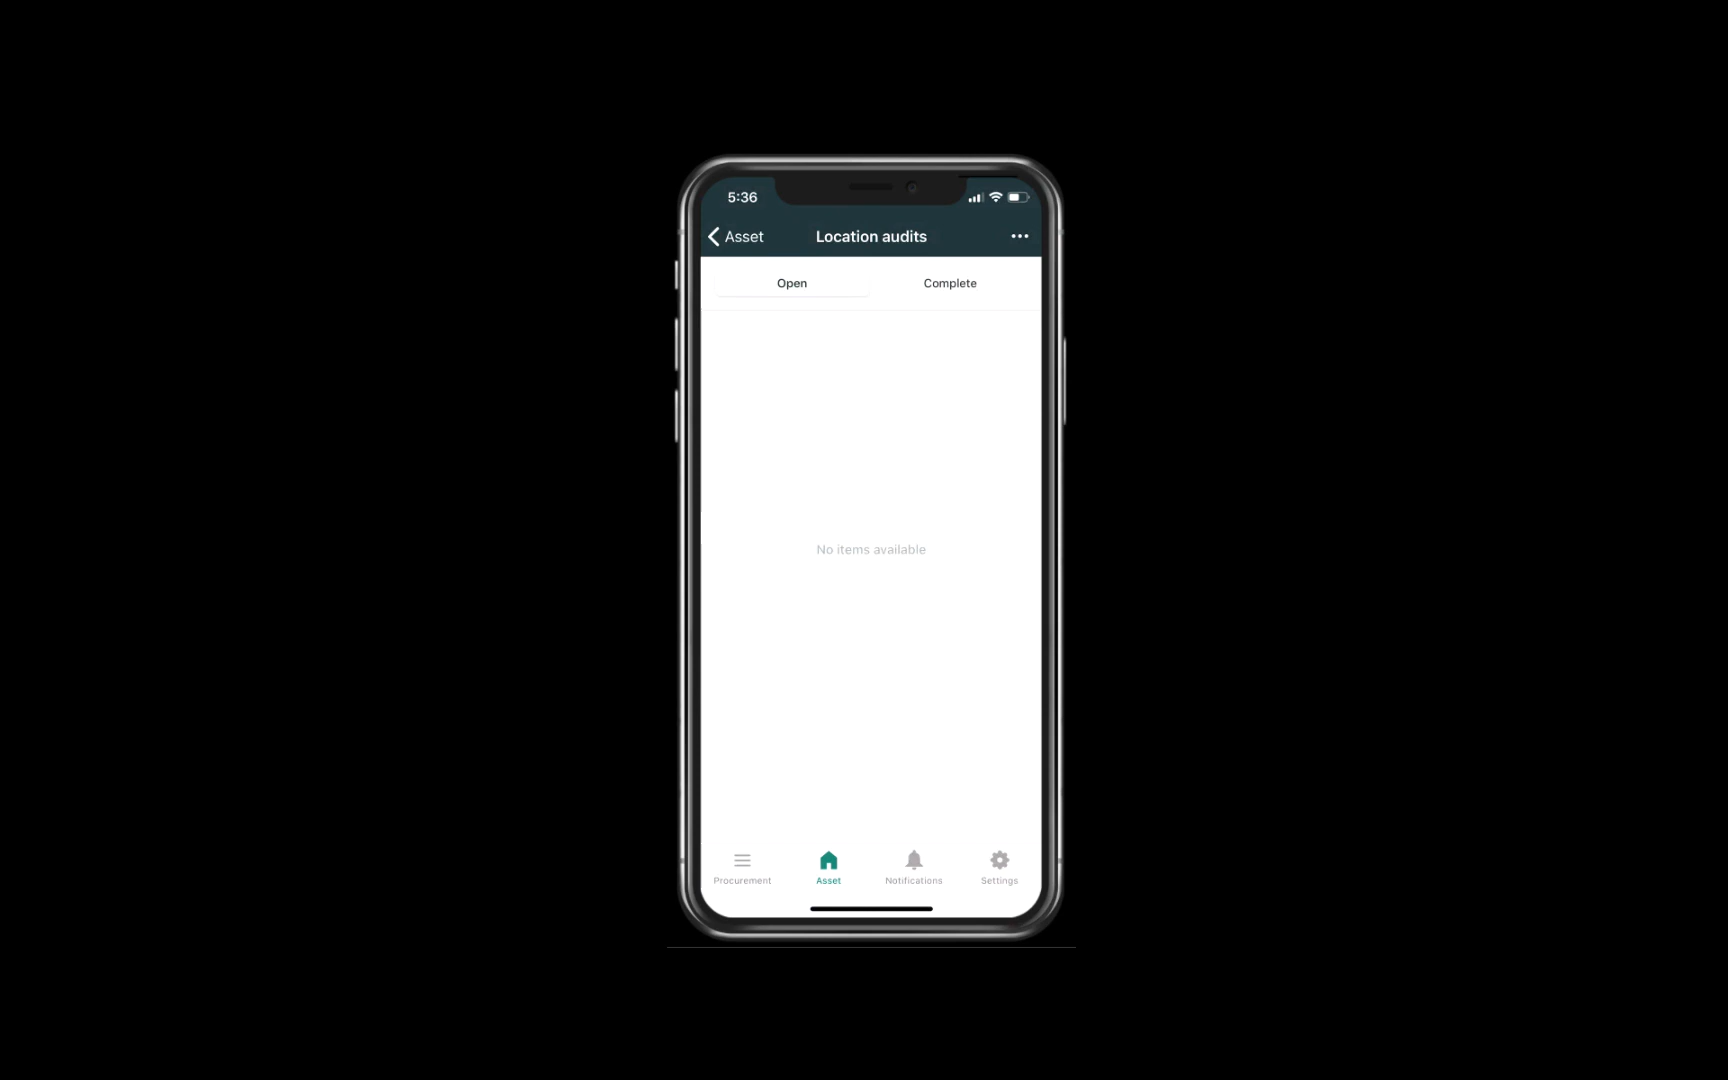 5:36
Asset
Location audits
Open
Complete
No items available
Procurement
Asset
Notifications
Settings